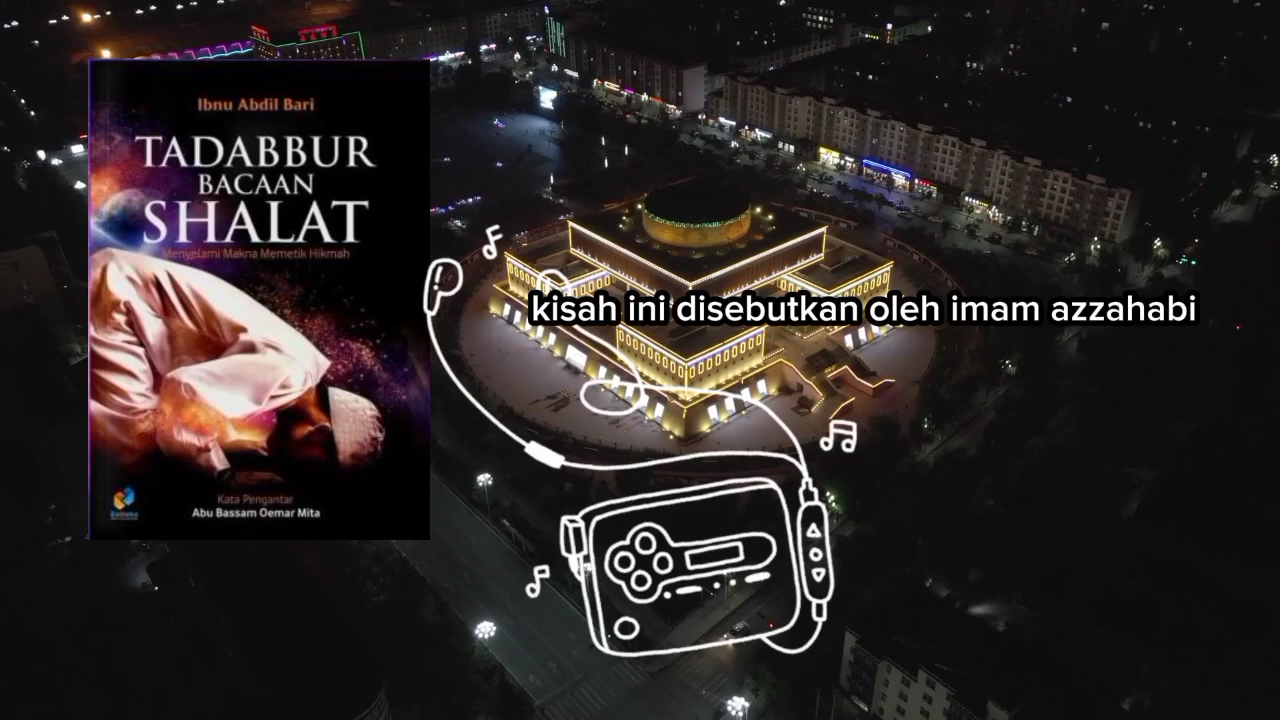 Ibnu Abdil Bari
TADABBUR
BACAAN
SHALAT
Menyelami Makna Memetik Hikmah
Kata Pengantar
Abu Bassam Oemar Mita
kisah ini disebutkan oleh imam azzahabi